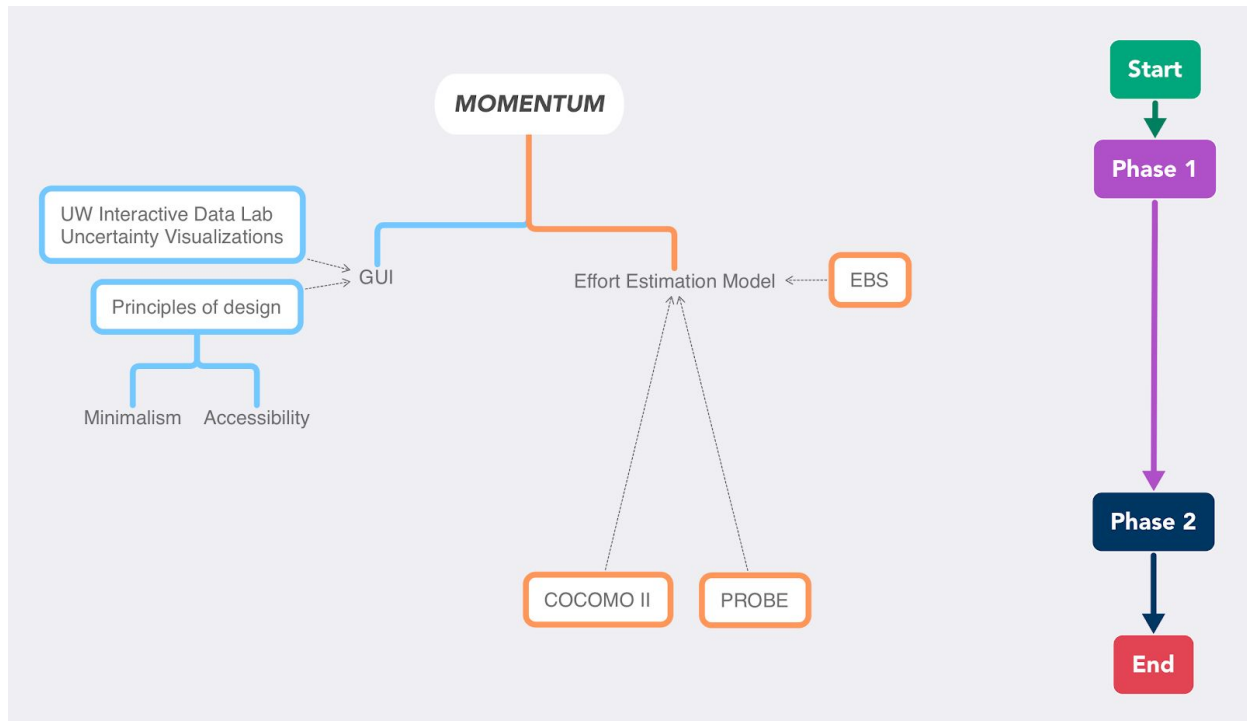 MOMENTUM
UW Interactive Data Lab
Uncertainty Visualizations
GUI
Principles of design
Minimalism
Accessibility
Effort Estimation Model
EBS
COCOMO II
PROBE
Start
Phase 1
Phase 2
End